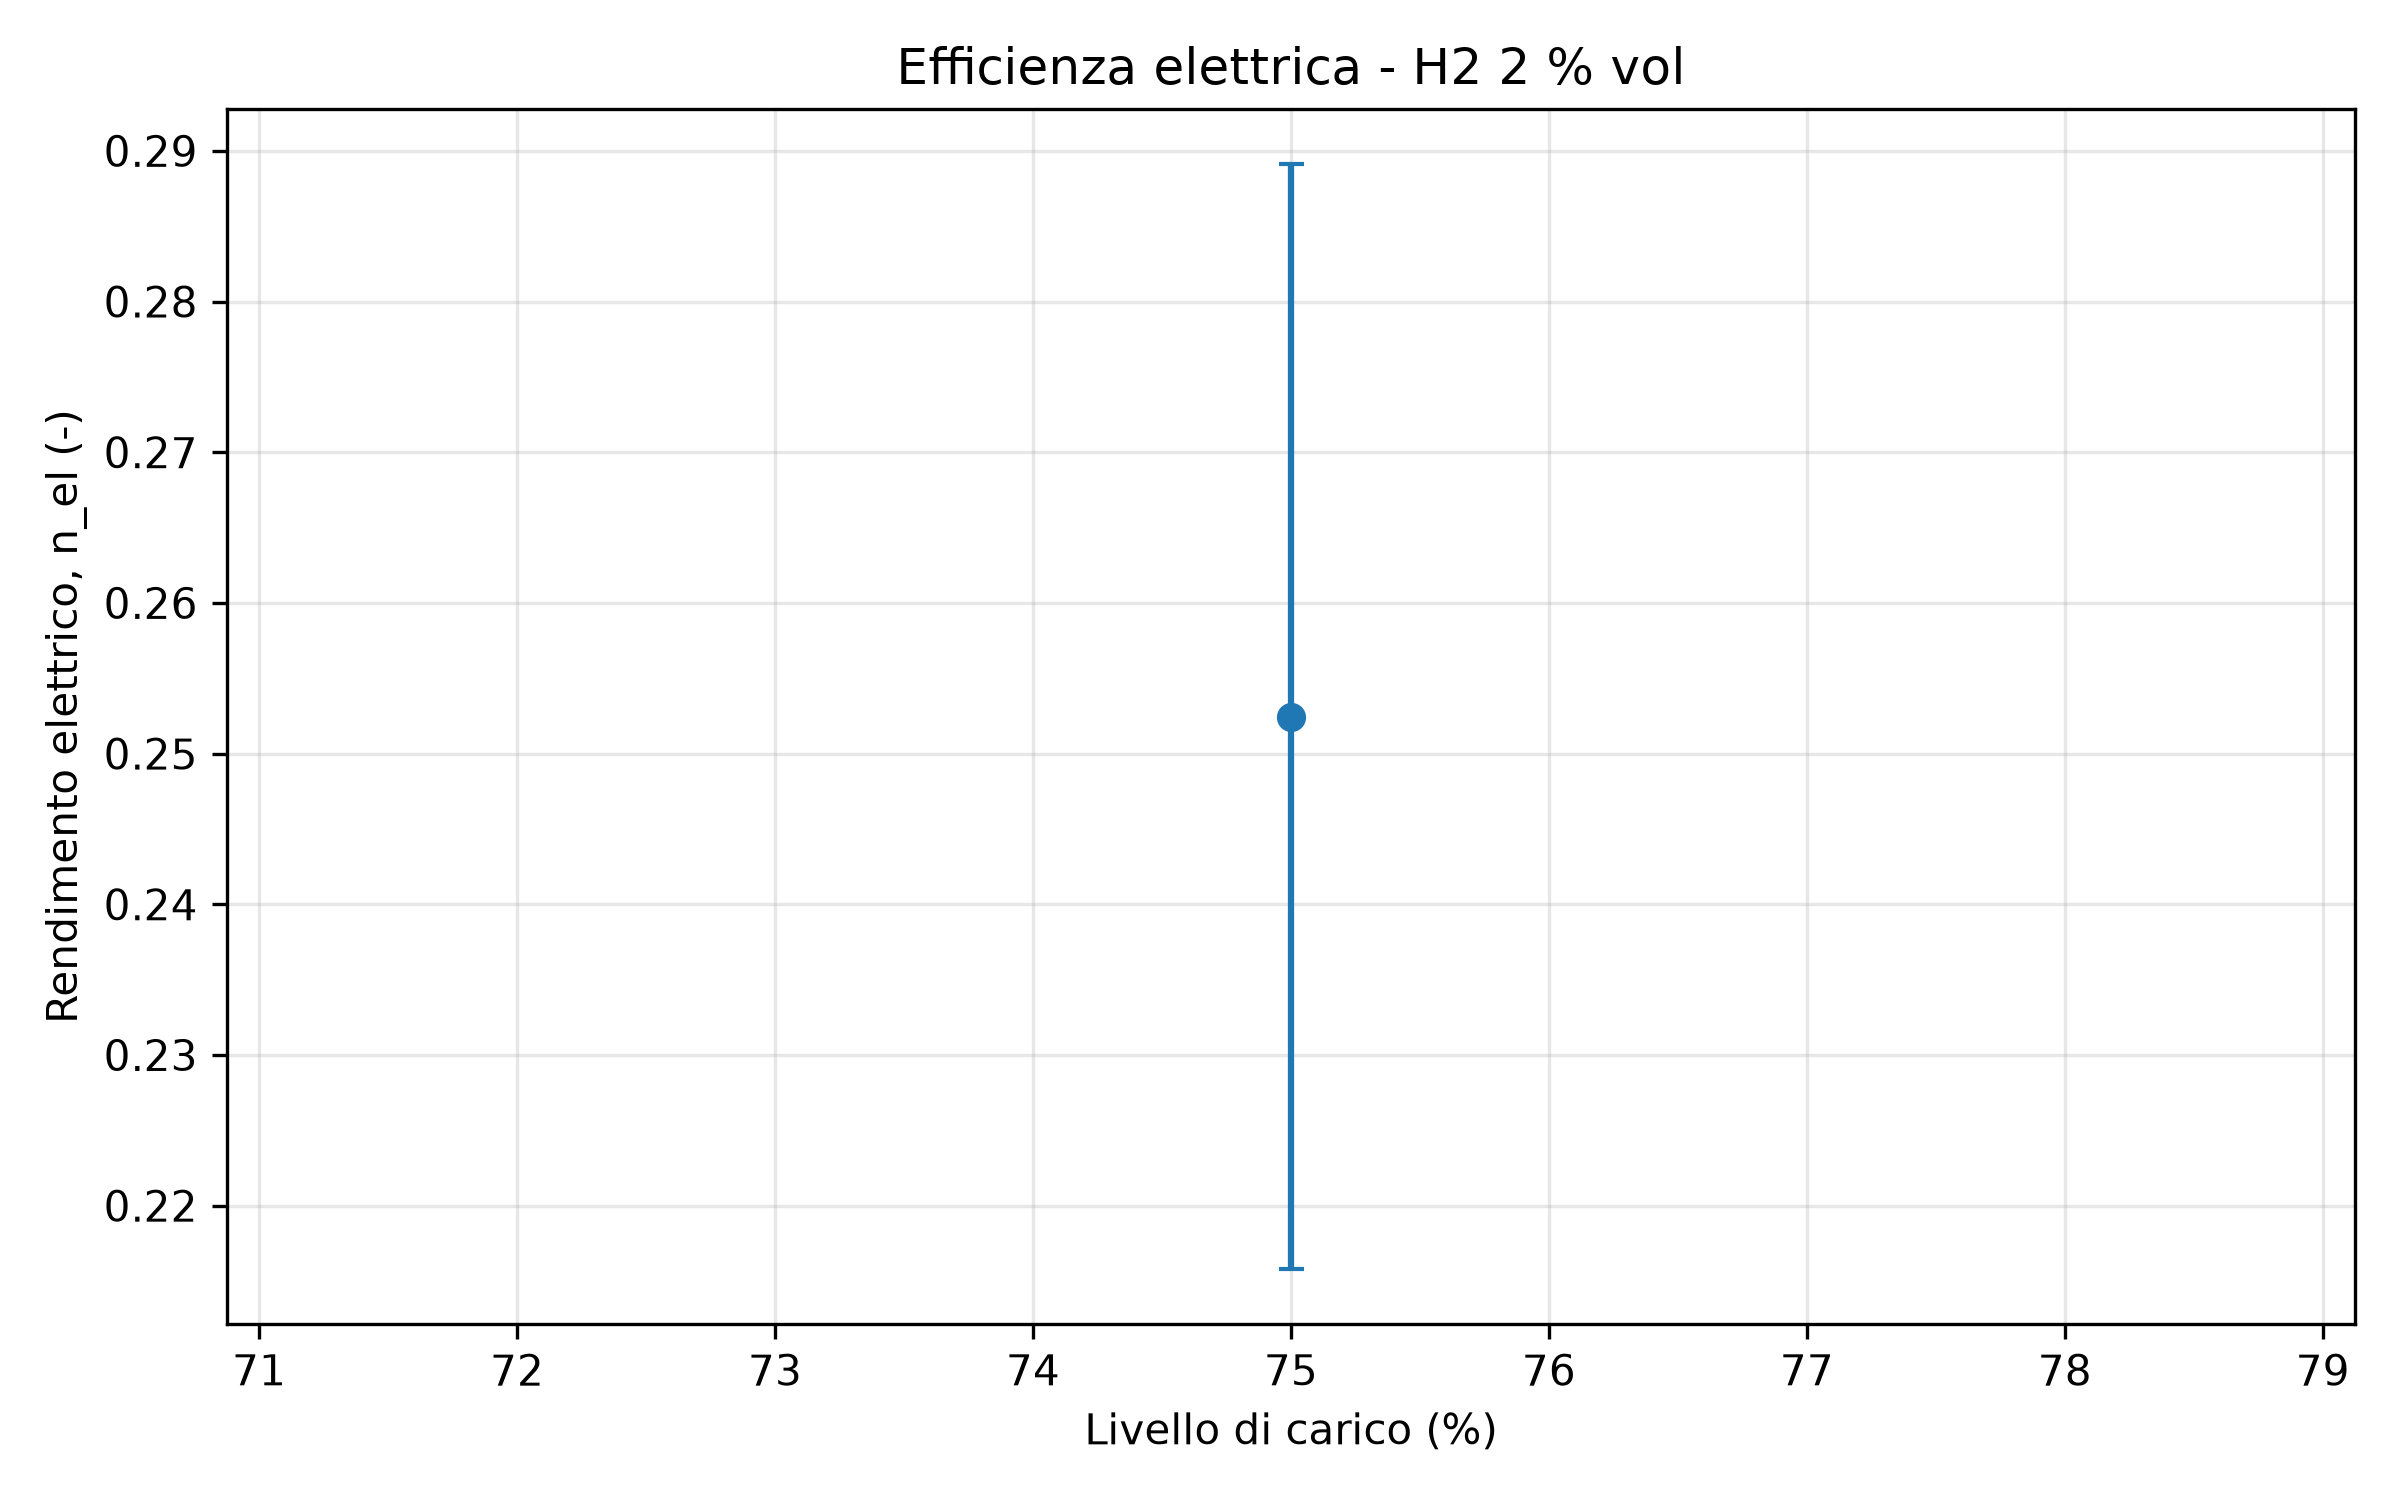 Efficienza elettrica - H2 2 % vol
Rendimento elettrico, n_el (-)
0.29
0.28
0.27
0.26
0.25
0.24
0.23
0.22
71 72 73 74 75 76 77 78 79
Livello di carico (%)